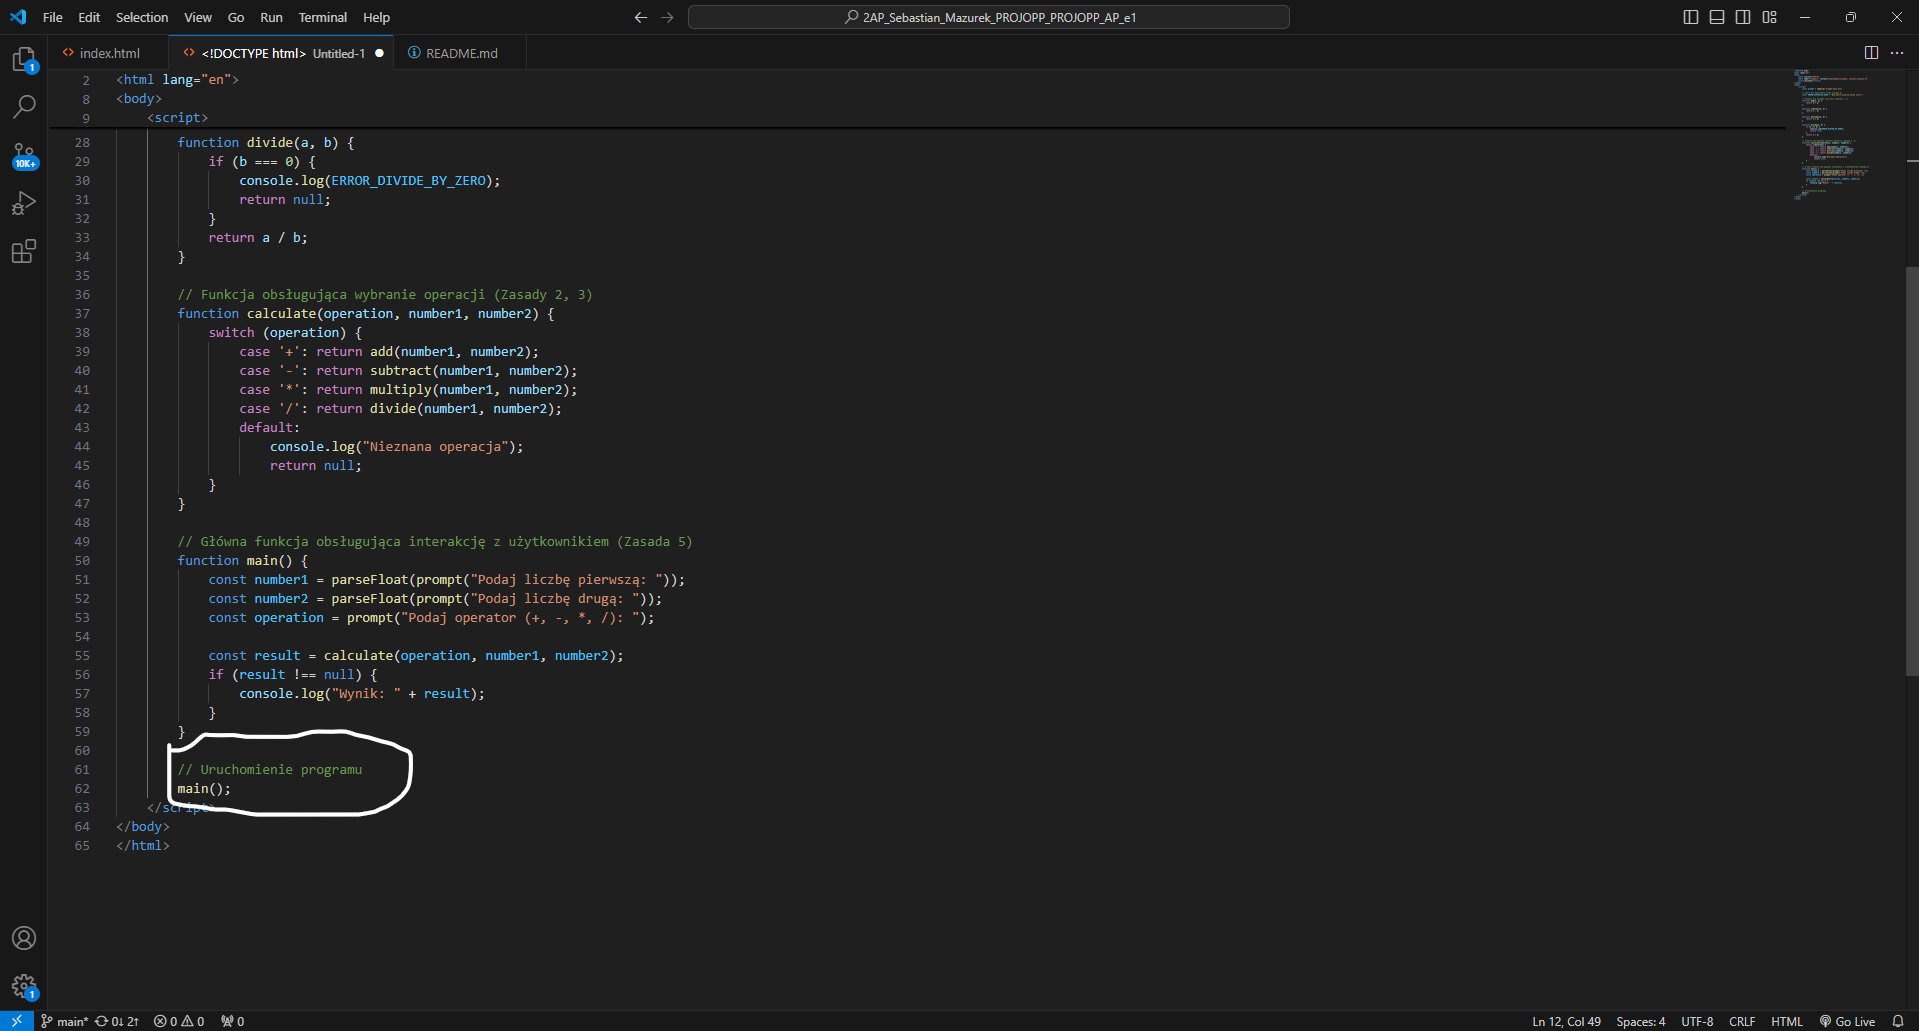 File Edit Selection View Go Run Terminal Help
2AP_Sebastian_Mazurek_PROJOPP_PROJOPP_AP_e1
index.html <!DOCTYPE html> Untitled-1 README.md
2 <html lang="en">
8 <body>
9 <script>
28 function divide(a, b) {
29 if (b === 0) {
30 console.log(ERROR_DIVIDE_BY_ZERO);
31 return null;
32 }
33 return a / b;
34 }
35
36 // Funkcja obsługująca wybranie operacji (Zasady 2, 3)
37 function calculate(operation, number1, number2) {
38 switch (operation) {
39 case '+': return add(number1, number2);
40 case '-': return subtract(number1, number2);
41 case '*': return multiply(number1, number2);
42 case '/': return divide(number1, number2);
43 default:
44 console.log("Nieznana operacja");
45 return null;
46 }
47 }
48
49 // Główna funkcja obsługująca interakcję z użytkownikiem (Zasada 5)
50 function main() {
51 const number1 = parseFloat(prompt("Podaj liczbę pierwszą: "));
52 const number2 = parseFloat(prompt("Podaj liczbę drugą: "));
53 const operation = prompt("Podaj operator (+, -, *, /): ");
54
55 const result = calculate(operation, number1, number2);
56 if (result !== null) {
57 console.log("Wynik: " + result);
58 }
59 }
60
61 // Uruchomienie programu
62 main();
63 </script>
64 </body>
65 </html>
1
10K+
1
main* 0↓ 2↑ 0 0 0 Ln 12, Col 49 Spaces: 4 UTF-8 CRLF HTML Go Live